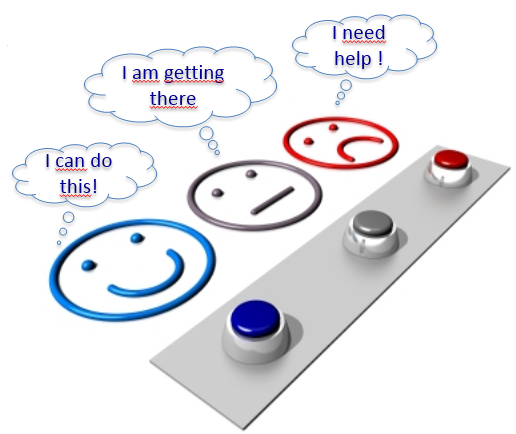 I need
help !
I am getting
there
I can do
this!